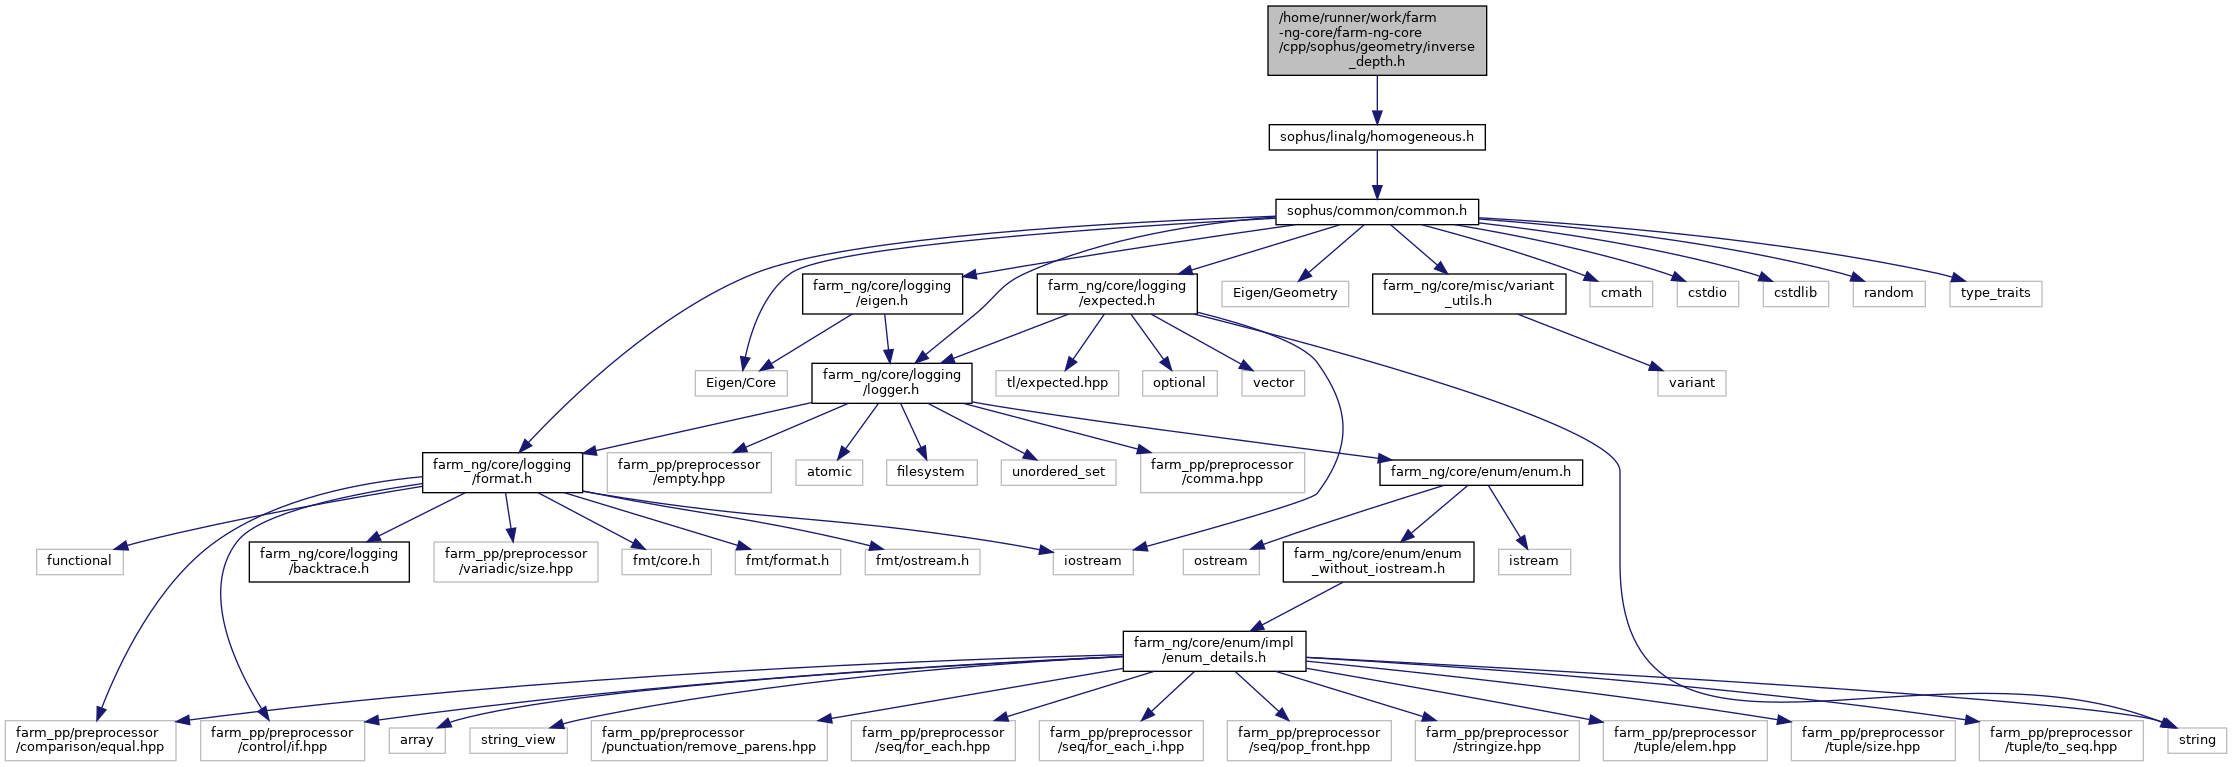 /home/runner/work/farm
-ng-core/farm-ng-core
/cpp/sophus/geometry/inverse
_depth.h
sophus/linalg/homogeneous.h
sophus/common/common.h
farm_ng/core/logging
/eigen.h
farm_ng/core/logging
/expected.h
Eigen/Geometry
farm_ng/core/misc/variant
_utils.h
cmath
cstdio
cstdlib
random
type_traits
Eigen/Core
farm_ng/core/logging
/logger.h
tl/expected.hpp
optional
vector
variant
farm_ng/core/logging
/format.h
farm_pp/preprocessor
/empty.hpp
atomic
filesystem
unordered_set
farm_pp/preprocessor
/comma.hpp
farm_ng/core/enum/enum.h
functional
farm_ng/core/logging
/backtrace.h
farm_pp/preprocessor
/variadic/size.hpp
fmt/core.h
fmt/format.h
fmt/ostream.h
iostream
ostream
farm_ng/core/enum/enum
_without_iostream.h
istream
farm_ng/core/enum/impl
/enum_details.h
farm_pp/preprocessor
/comparison/equal.hpp
farm_pp/preprocessor
/control/if.hpp
array
string_view
farm_pp/preprocessor
/punctuation/remove_parens.hpp
farm_pp/preprocessor
/seq/for_each.hpp
farm_pp/preprocessor
/seq/for_each_i.hpp
farm_pp/preprocessor
/seq/pop_front.hpp
farm_pp/preprocessor
/stringize.hpp
farm_pp/preprocessor
/tuple/elem.hpp
farm_pp/preprocessor
/tuple/size.hpp
farm_pp/preprocessor
/tuple/to_seq.hpp
string